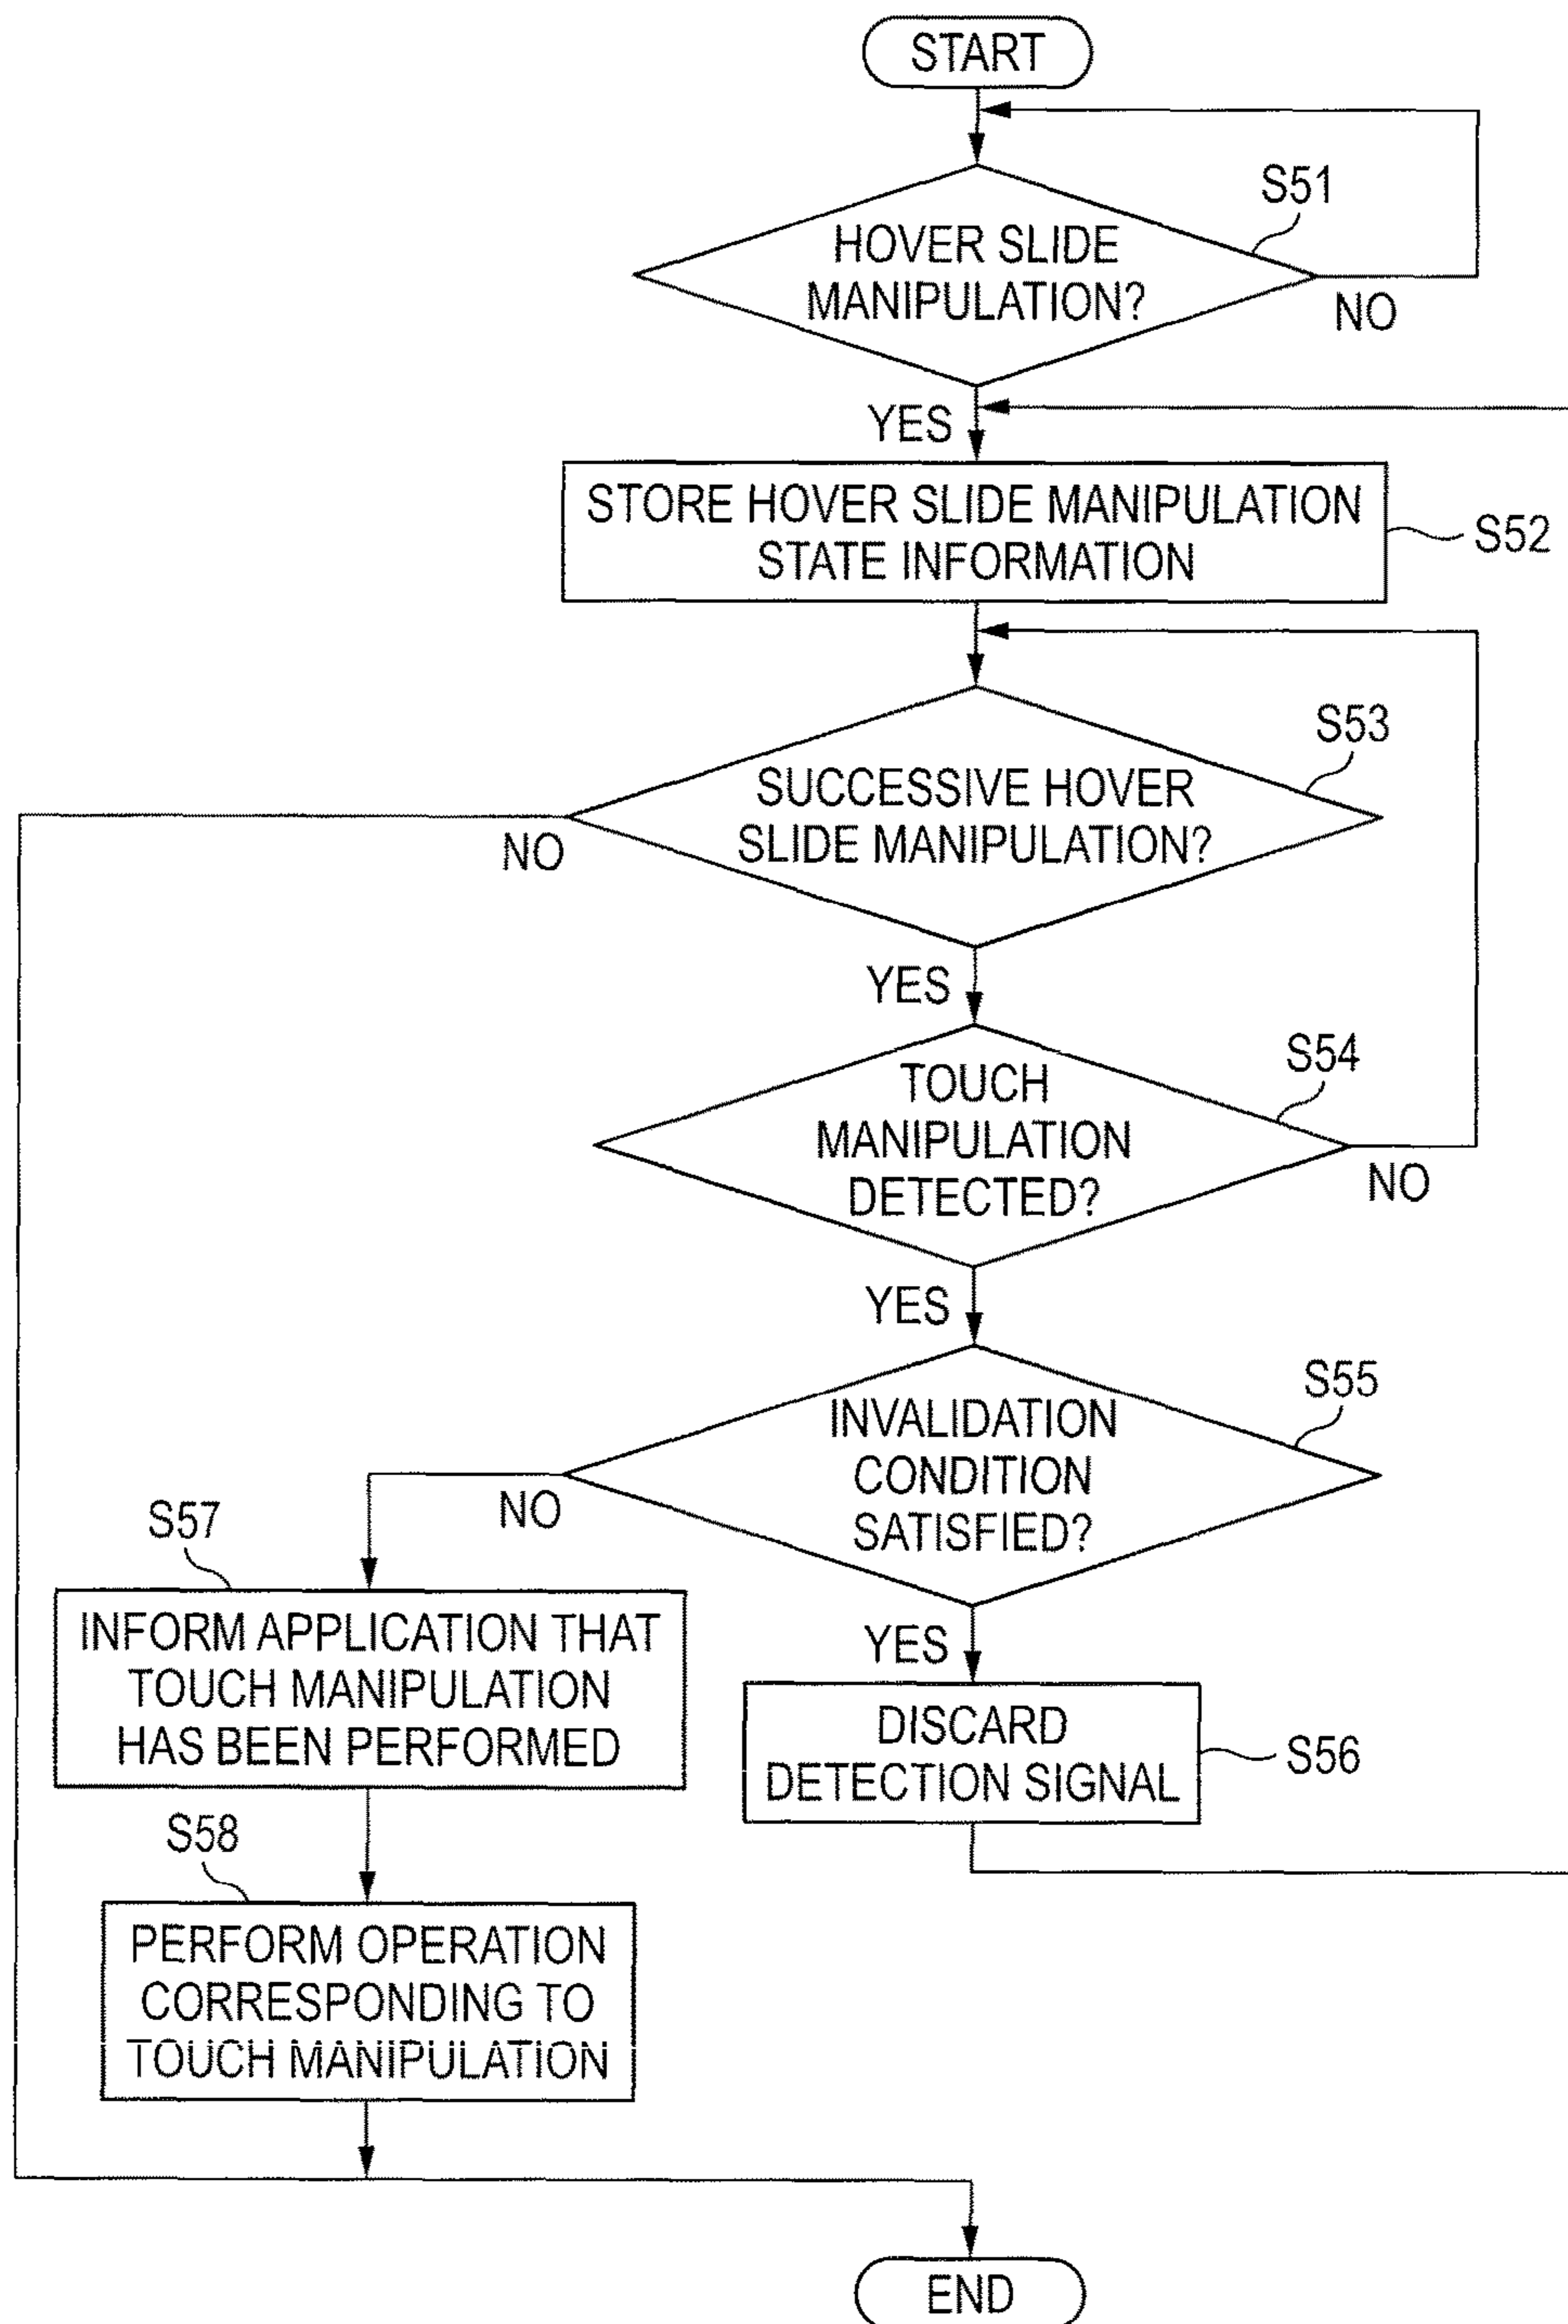 START
S51
HOVER SLIDE
MANIPULATION?
NO
YES
STORE HOVER SLIDE MANIPULATION
STATE INFORMATION
S52
S53
SUCCESSIVE HOVER
SLIDE MANIPULATION?
NO
YES
S54
TOUCH
MANIPULATION
DETECTED?
NO
YES
S55
INVALIDATION
CONDITION
SATISFIED?
NO
YES
S57
INFORM APPLICATION THAT
TOUCH MANIPULATION
HAS BEEN PERFORMED
DISCARD
DETECTION SIGNAL
S56
S58
PERFORM OPERATION
CORRESPONDING TO
TOUCH MANIPULATION
END